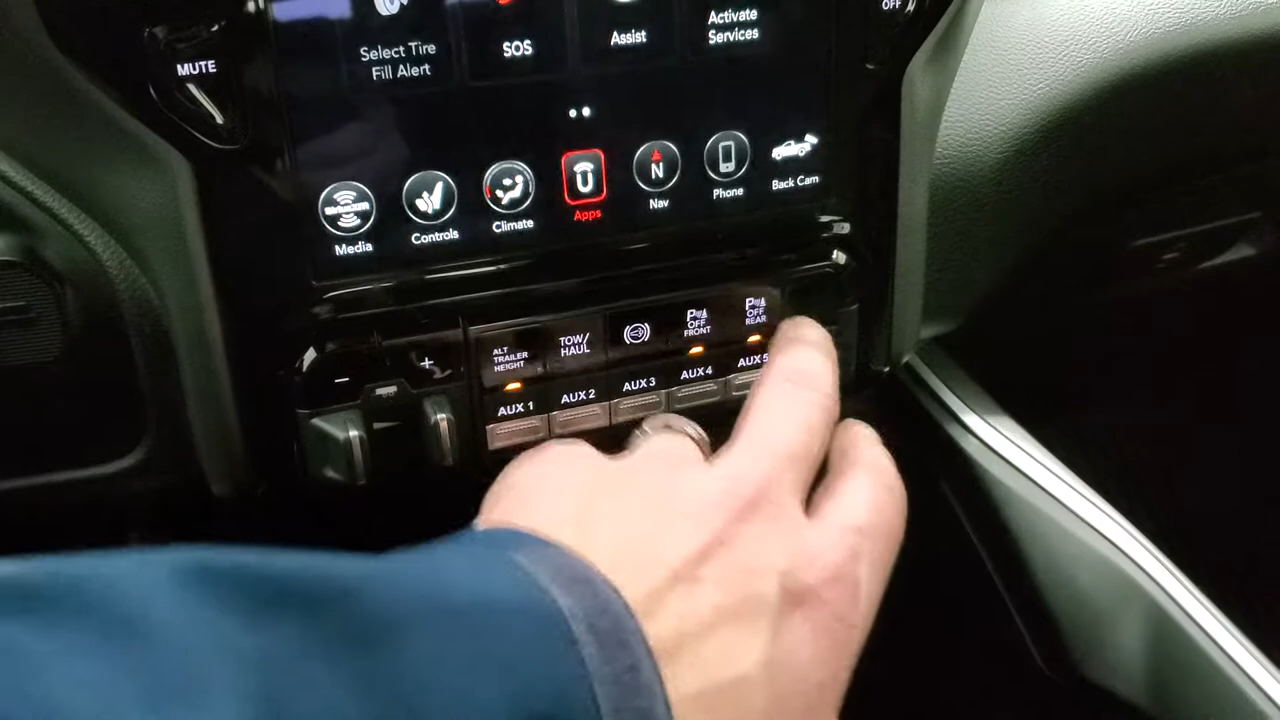 OFF
MUTE
Select Tire
Fill Alert
SOS
Assist
Activate
Services
Media
Controls
Climate
Apps
N
Nav
Phone
Back Cam
ALT
TRAILER
HEIGHT
TOW/
HAUL
P
OFF
FRONT
P
OFF
REAR
- +
AUX 1
AUX 2
AUX 3
AUX 4
AUX 5